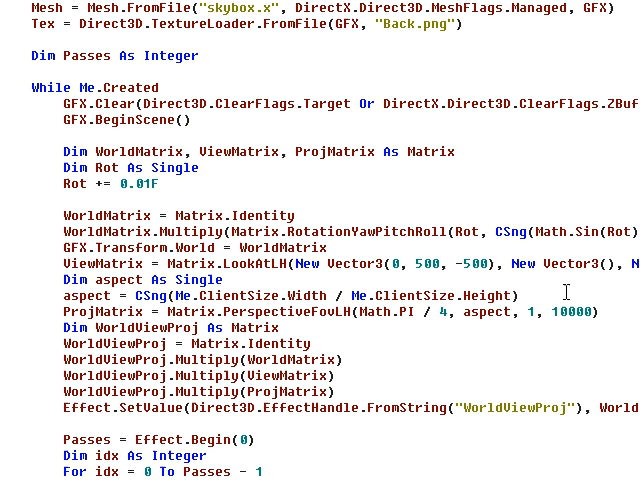 Mesh = Mesh.FromFile("skybox.x", DirectX.Direct3D.MeshFlags.Managed, GFX)
Tex = Direct3D.TextureLoader.FromFile(GFX, "Back.png")
Dim Passes As Integer
While Me.Created
GFX.Clear(Direct3D.ClearFlags.Target Or DirectX.Direct3D.ClearFlags.ZBuf
GFX.BeginScene()
Dim WorldMatrix, ViewMatrix, ProjMatrix As Matrix
Dim Rot As Single
Rot += 0.01F
WorldMatrix = Matrix.Identity
WorldMatrix.Multiply(Matrix.RotationYawPitchRoll(Rot, CSng(Math.Sin(Rot)
GFX.Transform.World = WorldMatrix
ViewMatrix = Matrix.LookAtLH(New Vector3(0, 500, -500), New Vector3(), N
Dim aspect As Single
aspect = CSng(Me.ClientSize.Width / Me.ClientSize.Height)
ProjMatrix = Matrix.PerspectiveFovLH(Math.PI / 4, aspect, 1, 10000)
Dim WorldViewProj As Matrix
WorldViewProj = Matrix.Identity
WorldViewProj.Multiply(WorldMatrix)
WorldViewProj.Multiply(ViewMatrix)
WorldViewProj.Multiply(ProjMatrix)
Effect.SetValue(Direct3D.EffectHandle.FromString("WorldViewProj"), World
Passes = Effect.Begin(0)
Dim idx As Integer
For idx = 0 To Passes - 1